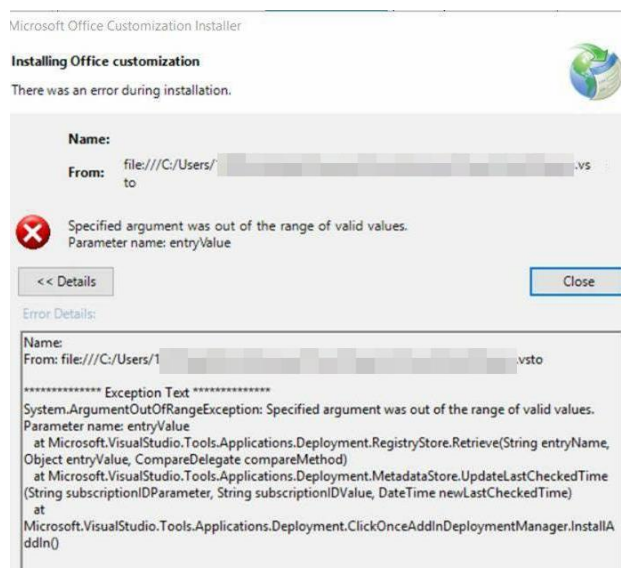 Microsoft Office Customization Installer
Installing Office customization
There was an error during installation.
Name:
From: file:///C:/Users/ .vs
to
Specified argument was out of the range of valid values.
Parameter name: entryValue
<< Details Close
Error Details:
Name:
From: file:///C:/Users/1 .vsto
************** Exception Text **************
System.ArgumentOutOfRangeException: Specified argument was out of the range of valid values.
Parameter name: entryValue
at Microsoft.VisualStudio.Tools.Applications.Deployment.RegistryStore.Retrieve(String entryName,
Object entryValue, CompareDelegate compareMethod)
at Microsoft.VisualStudio.Tools.Applications.Deployment.MetadataStore.UpdateLastCheckedTime
(String subscriptionIDParameter, String subscriptionIDValue, DateTime newLastCheckedTime)
at
Microsoft.VisualStudio.Tools.Applications.Deployment.ClickOnceAddInDeploymentManager.InstallA
ddIn()